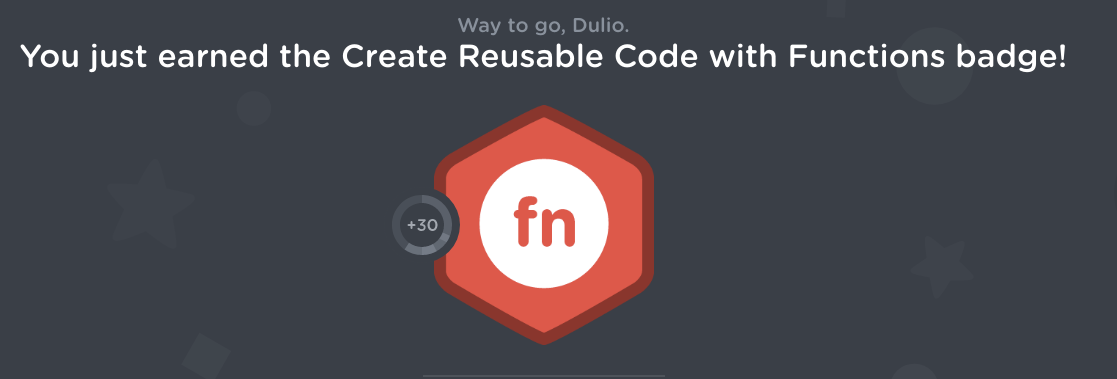 Way to go, Dulio.
You just earned the Create Reusable Code with Functions badge!
+30
fn